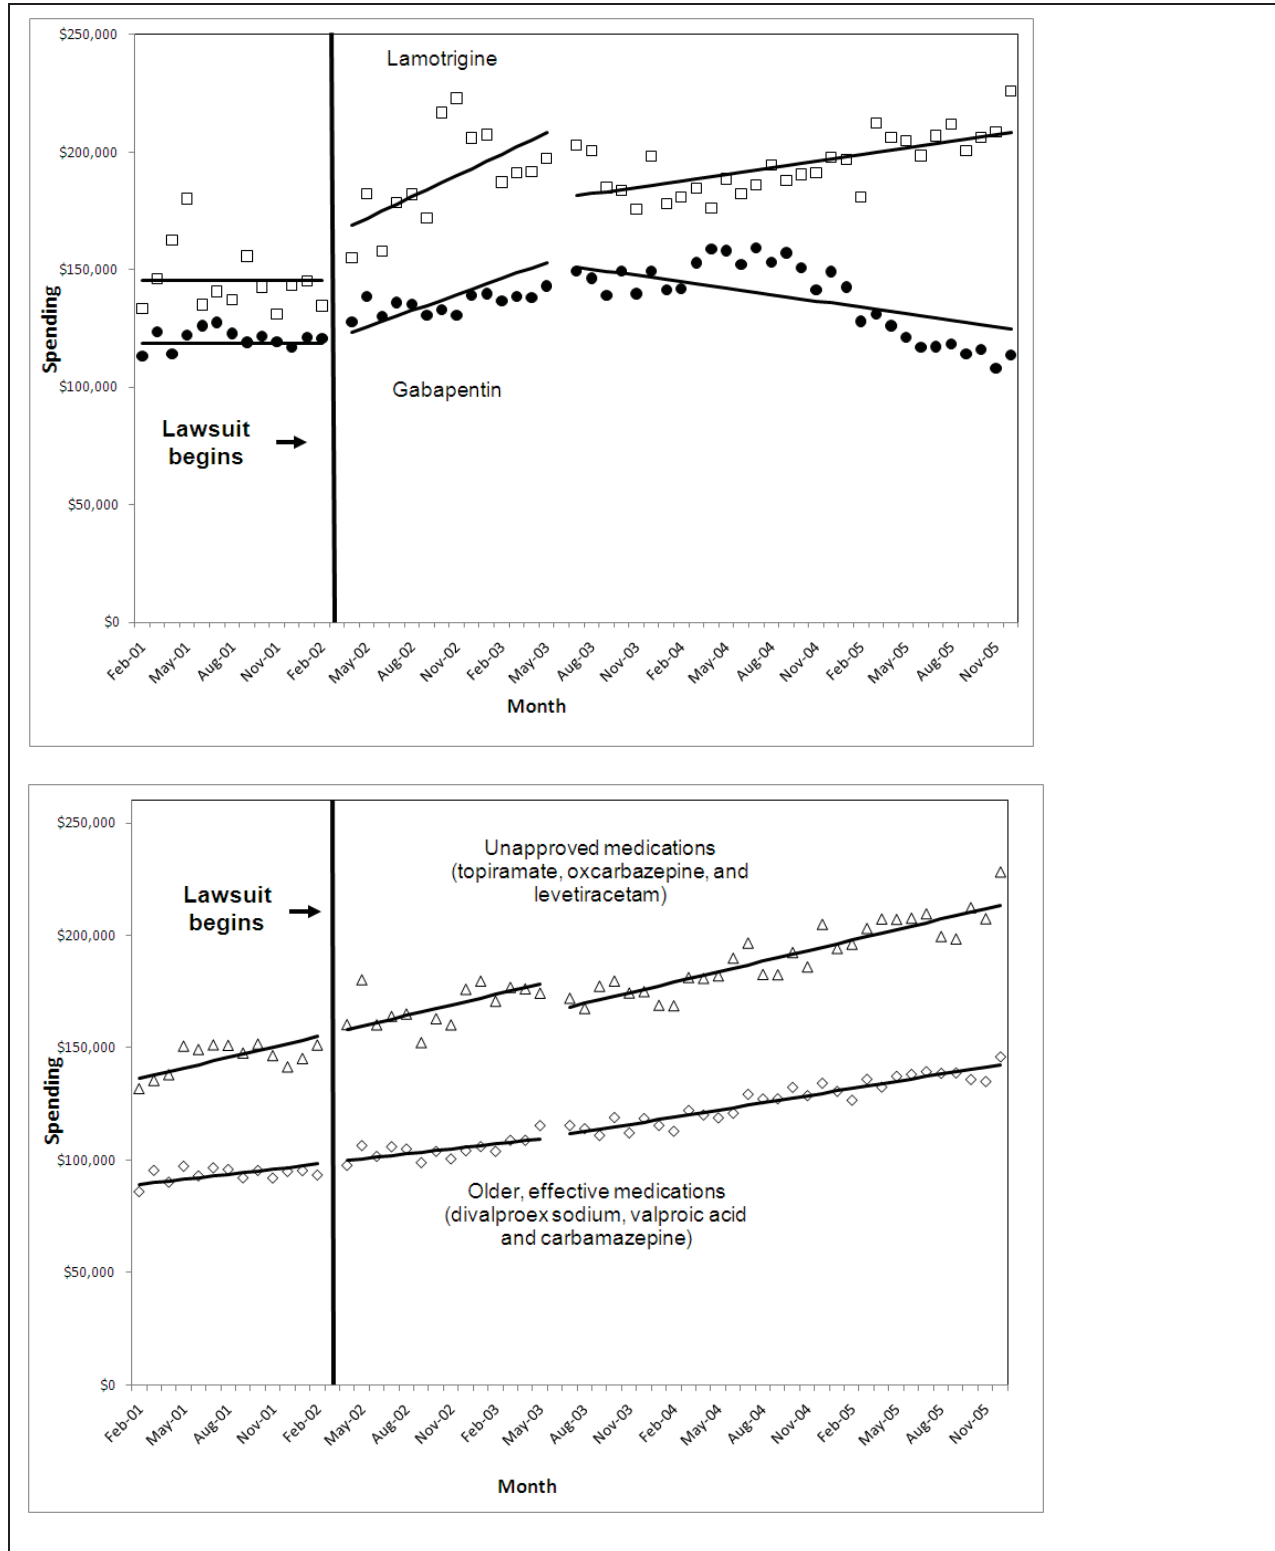 $250,000
Lamotrigine
$200,000
$150,000
Spending
$100,000
Gabapentin
Lawsuit
begins
$50,000
$0
Feb-01
May-01
Aug-01
Nov-01
Feb-02
May-02
Aug-02
Nov-02
Feb-03
May-03
Aug-03
Nov-03
Feb-04
May-04
Aug-04
Nov-04
Feb-05
May-05
Aug-05
Nov-05
Month
$250,000
Unapproved medications
(topiramate, oxcarbazepine, and
levetiracetam)
Lawsuit
begins
$200,000
$150,000
Spending
$100,000
Older, effective medications
(divalproex sodium, valproic acid
and carbamazepine)
$50,000
$0
Feb-01
May-01
Aug-01
Nov-01
Feb-02
May-02
Aug-02
Nov-02
Feb-03
May-03
Aug-03
Nov-03
Feb-04
May-04
Aug-04
Nov-04
Feb-05
May-05
Aug-05
Nov-05
Month